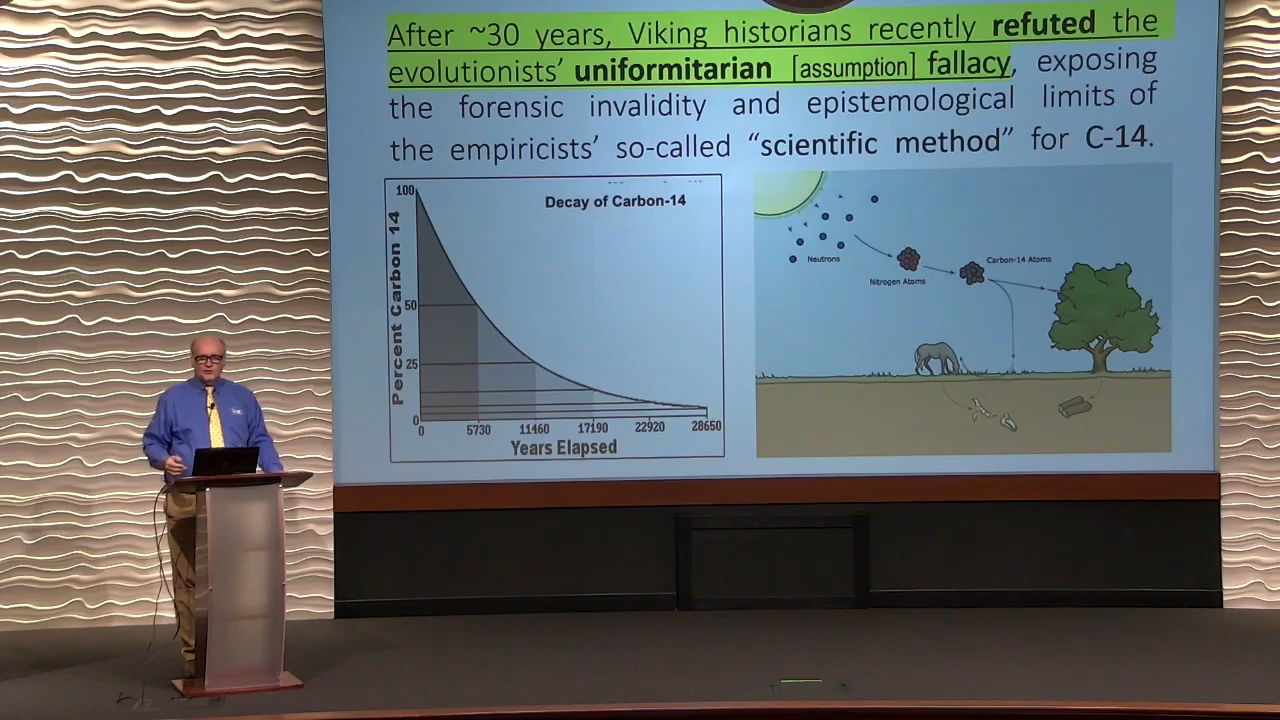 After ~30 years, Viking historians recently refuted the
evolutionists’ uniformitarian [assumption] fallacy, exposing
the forensic invalidity and epistemological limits of
the empiricists’ so-called “scientific method” for C-14.
Decay of Carbon-14
Percent Carbon 14
100
50
25
0
0 5730 11460 17190 22920 28650
Years Elapsed
Neutrons
Nitrogen Atoms
Carbon-14 Atoms